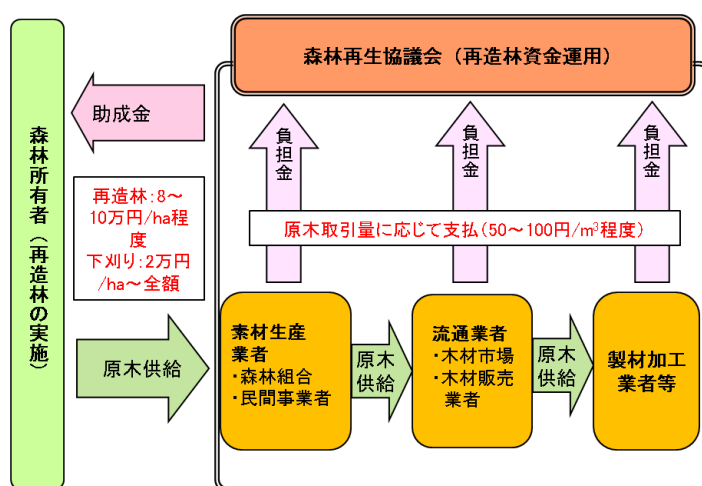 森林再生協議会（再造林資金運用）
助成金
負担金
負担金
負担金
森林所有者（再造林の実施）
再造林：8～
10万円/ha程
度
下刈り：2万円
/ha～全額
原木取引量に応じて支払（50～100円/m³程度）
原木供給
素材生産
業者
・森林組合
・民間事業者
原木
供給
流通業者
・木材市場
・木材販売
業者
原木
供給
製材加工
業者等